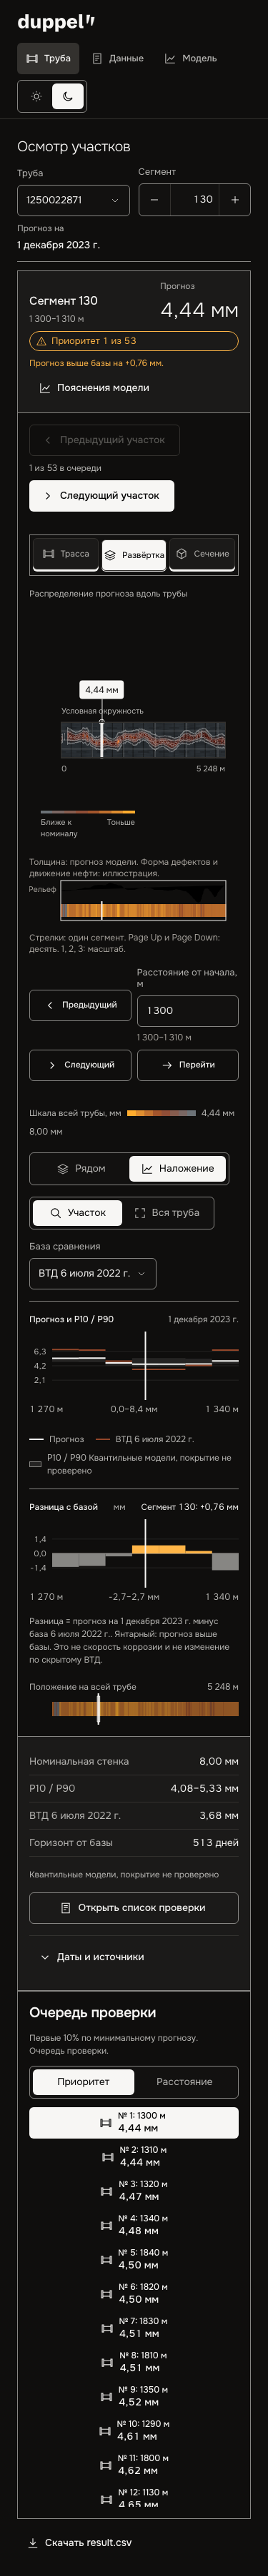 duppel
Труба
Данные
Модель
Осмотр участков
Труба
Сегмент
1250022871
130
Прогноз на
1 декабря 2023 г.
Прогноз
Сегмент 130
4,44 мм
1 300–1 310 м
Приоритет 1 из 53
Прогноз выше базы на +0,76 мм.
Пояснения модели
Предыдущий участок
1 из 53 в очереди
Следующий участок
Трасса
Развёртка
Сечение
Распределение прогноза вдоль трубы
4,44 мм
Условная окружность
0
5 248 м
Ближе к номиналу
Тоньше
Толщина: прогноз модели. Форма дефектов и
движение нефти: иллюстрация.
Рельеф
Стрелки: один сегмент. Page Up и Page Down:
десять. 1, 2, 3: масштаб.
Расстояние от начала,
м
Предыдущий
1 300
1 300–1 310 м
Следующий
Перейти
Шкала всей трубы, мм
4,44 мм
8,00 мм
Рядом
Наложение
Участок
Вся труба
База сравнения
ВТД 6 июля 2022 г.
Прогноз и P10 / P90
1 декабря 2023 г.
6,3
4,2
2,1
1 270 м
0,0–8,4 мм
1 340 м
Прогноз
ВТД 6 июля 2022 г.
P10 / P90 Квантильные модели, покрытие не
проверено
Разница с базой
мм
Сегмент 130: +0,76 мм
1,4
0,0
-1,4
1 270 м
-2,7–2,7 мм
1 340 м
Разница = прогноз на 1 декабря 2023 г. минус
база 6 июля 2022 г.. Янтарный: прогноз выше
базы. Это не скорость коррозии и не изменение
по скрытому ВТД.
Положение на всей трубе
5 248 м
Номинальная стенка
8,00 мм
P10 / P90
4,08–5,33 мм
ВТД 6 июля 2022 г.
3,68 мм
Горизонт от базы
513 дней
Квантильные модели, покрытие не проверено
Открыть список проверки
Даты и источники
Очередь проверки
Первые 10% по минимальному прогнозу.
Очередь проверки.
Приоритет
Расстояние
№ 1: 1300 м
4,44 мм
№ 2: 1310 м
4,44 мм
№ 3: 1320 м
4,47 мм
№ 4: 1340 м
4,48 мм
№ 5: 1840 м
4,50 мм
№ 6: 1820 м
4,50 мм
№ 7: 1830 м
4,51 мм
№ 8: 1810 м
4,51 мм
№ 9: 1350 м
4,52 мм
№ 10: 1290 м
4,61 мм
№ 11: 1800 м
4,62 мм
№ 12: 1130 м
4,65 мм
Скачать result.csv